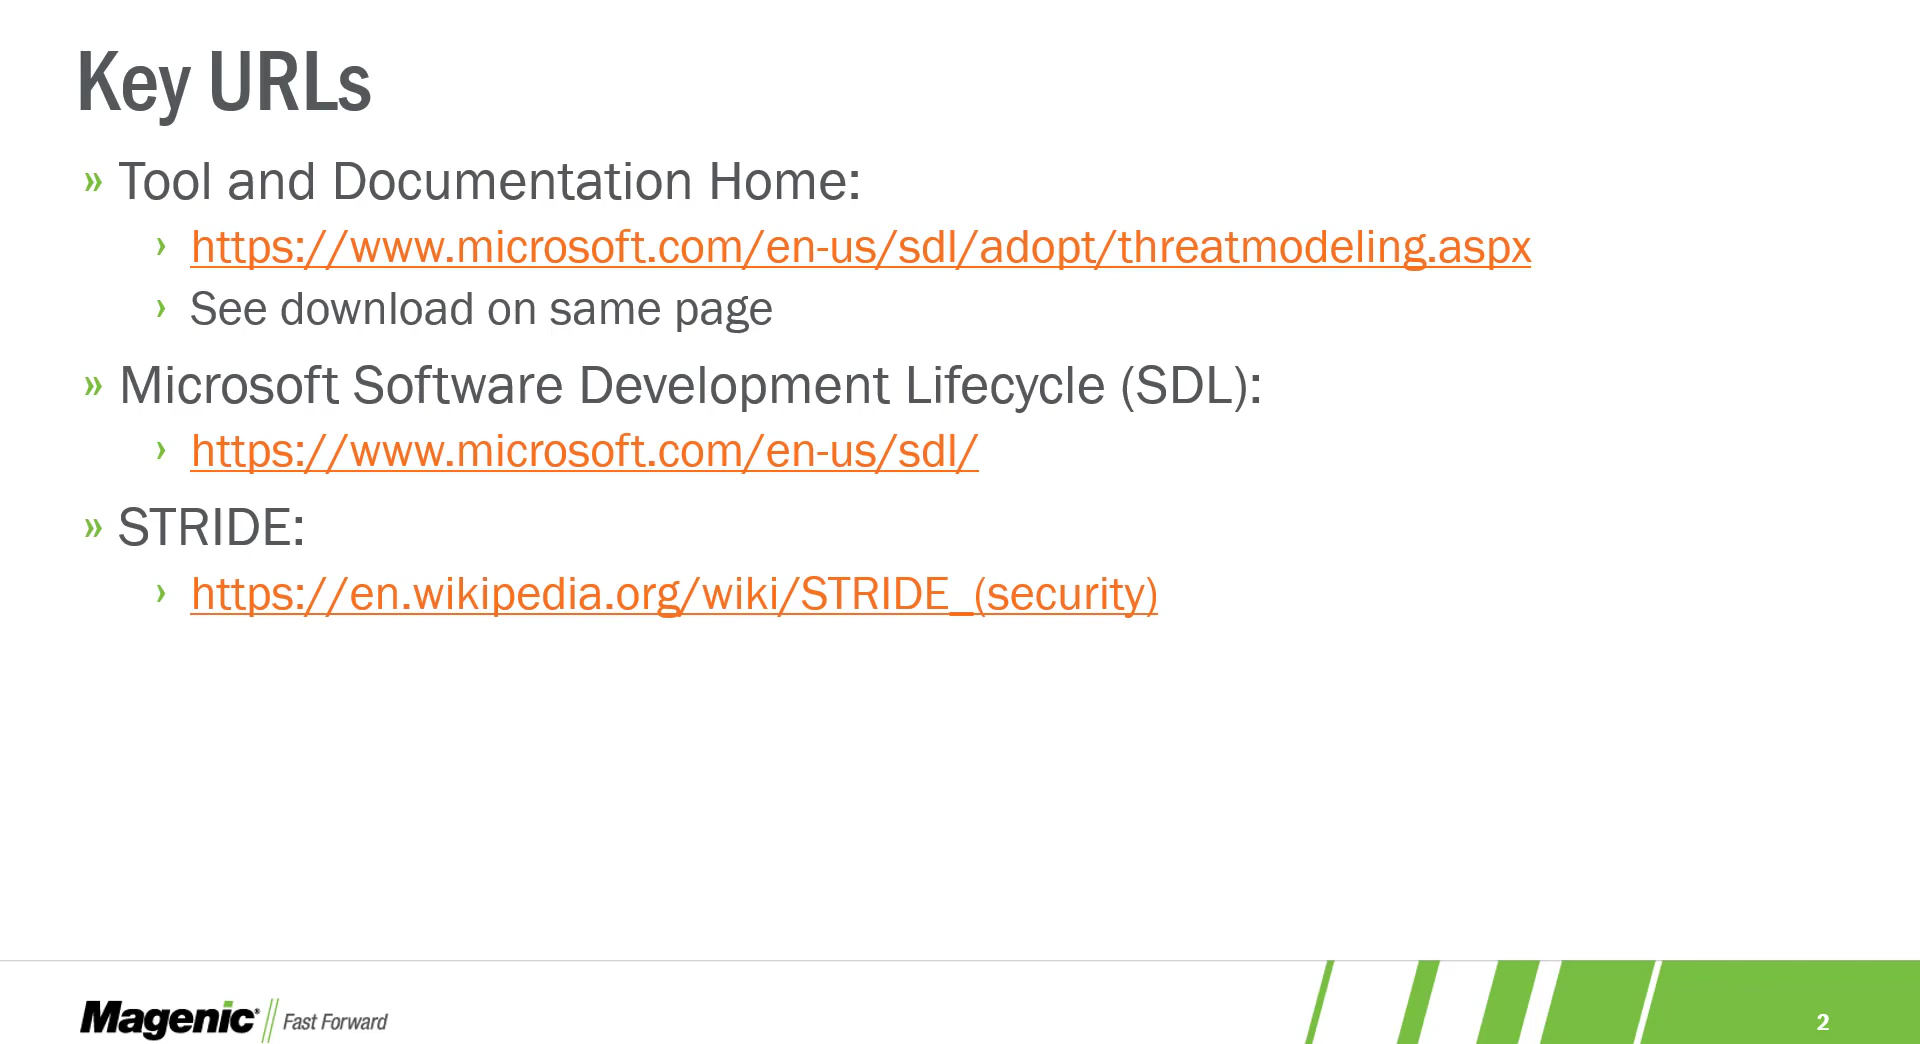 Key URLs
» Tool and Documentation Home:
› https://www.microsoft.com/en-us/sdl/adopt/threatmodeling.aspx
› See download on same page
» Microsoft Software Development Lifecycle (SDL):
› https://www.microsoft.com/en-us/sdl/
» STRIDE:
› https://en.wikipedia.org/wiki/STRIDE_(security)
Magenic® Fast Forward
2